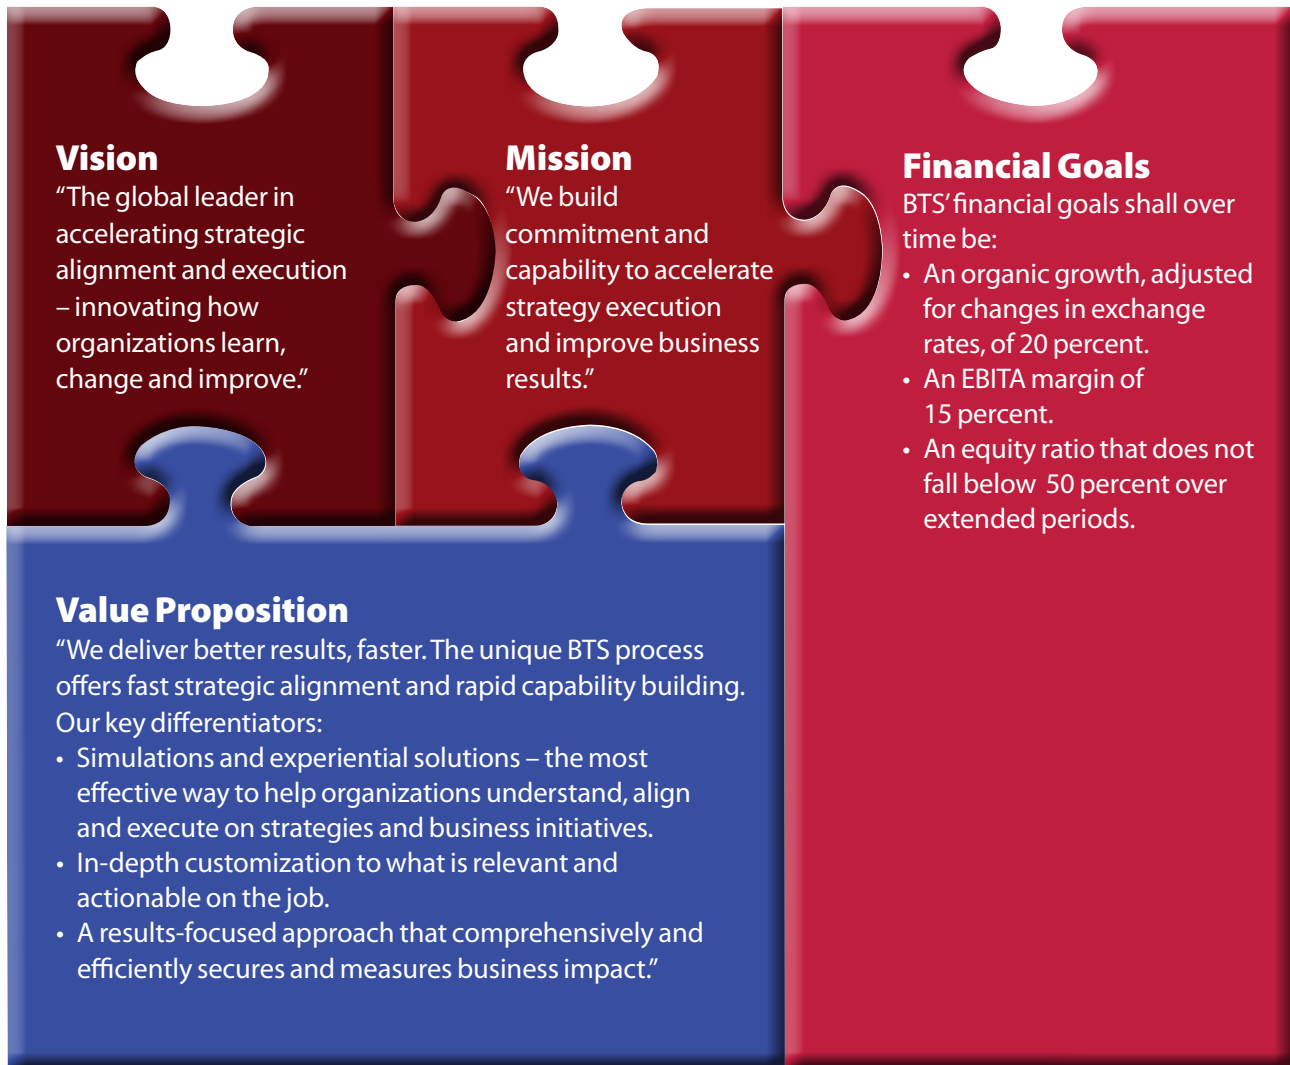 Vision
“The global leader in
accelerating strategic
alignment and execution
– innovating how
organizations learn,
change and improve.”
Mission
“We build
commitment and
capability to accelerate
strategy execution
and improve business
results.”
Financial Goals
BTS’ financial goals shall over
time be:
• An organic growth, adjusted
for changes in exchange
rates, of 20 percent.
• An EBITA margin of
15 percent.
• An equity ratio that does not
fall below 50 percent over
extended periods.
Value Proposition
“We deliver better results, faster. The unique BTS process
offers fast strategic alignment and rapid capability building.
Our key differentiators:
• Simulations and experiential solutions – the most
effective way to help organizations understand, align
and execute on strategies and business initiatives.
• In-depth customization to what is relevant and
actionable on the job.
• A results-focused approach that comprehensively and
efficiently secures and measures business impact.”